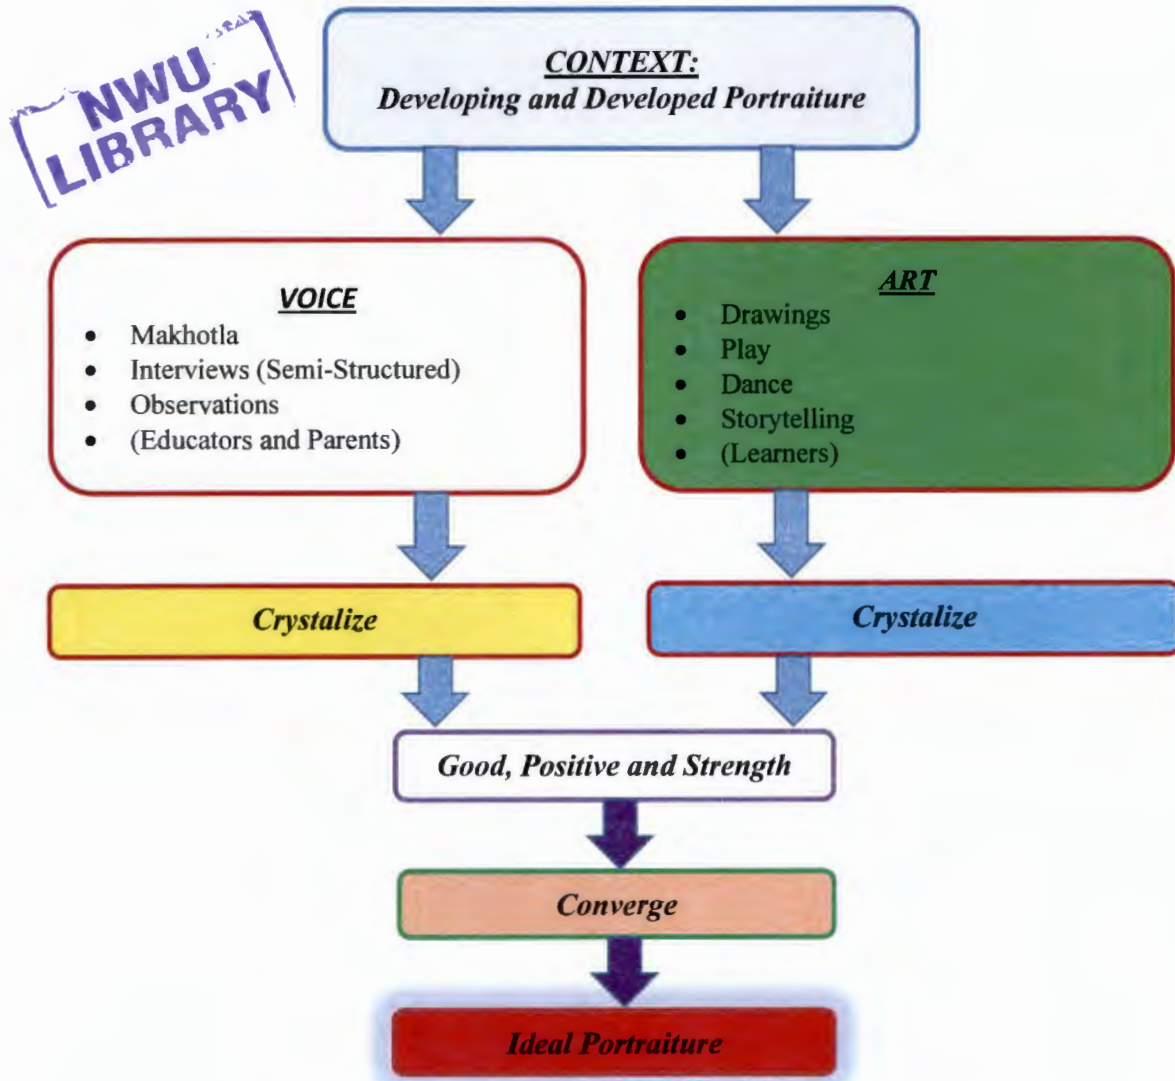 NWU
LIBRARY
CONTEXT:
Developing and Developed Portraiture
VOICE
• Makhotla
• Interviews (Semi-Structured)
• Observations
• (Educators and Parents)
ART
• Drawings
• Play
• Dance
• Storytelling
• (Learners)
Crystalize
Crystalize
Good, Positive and Strength
Converge
Ideal Portraiture